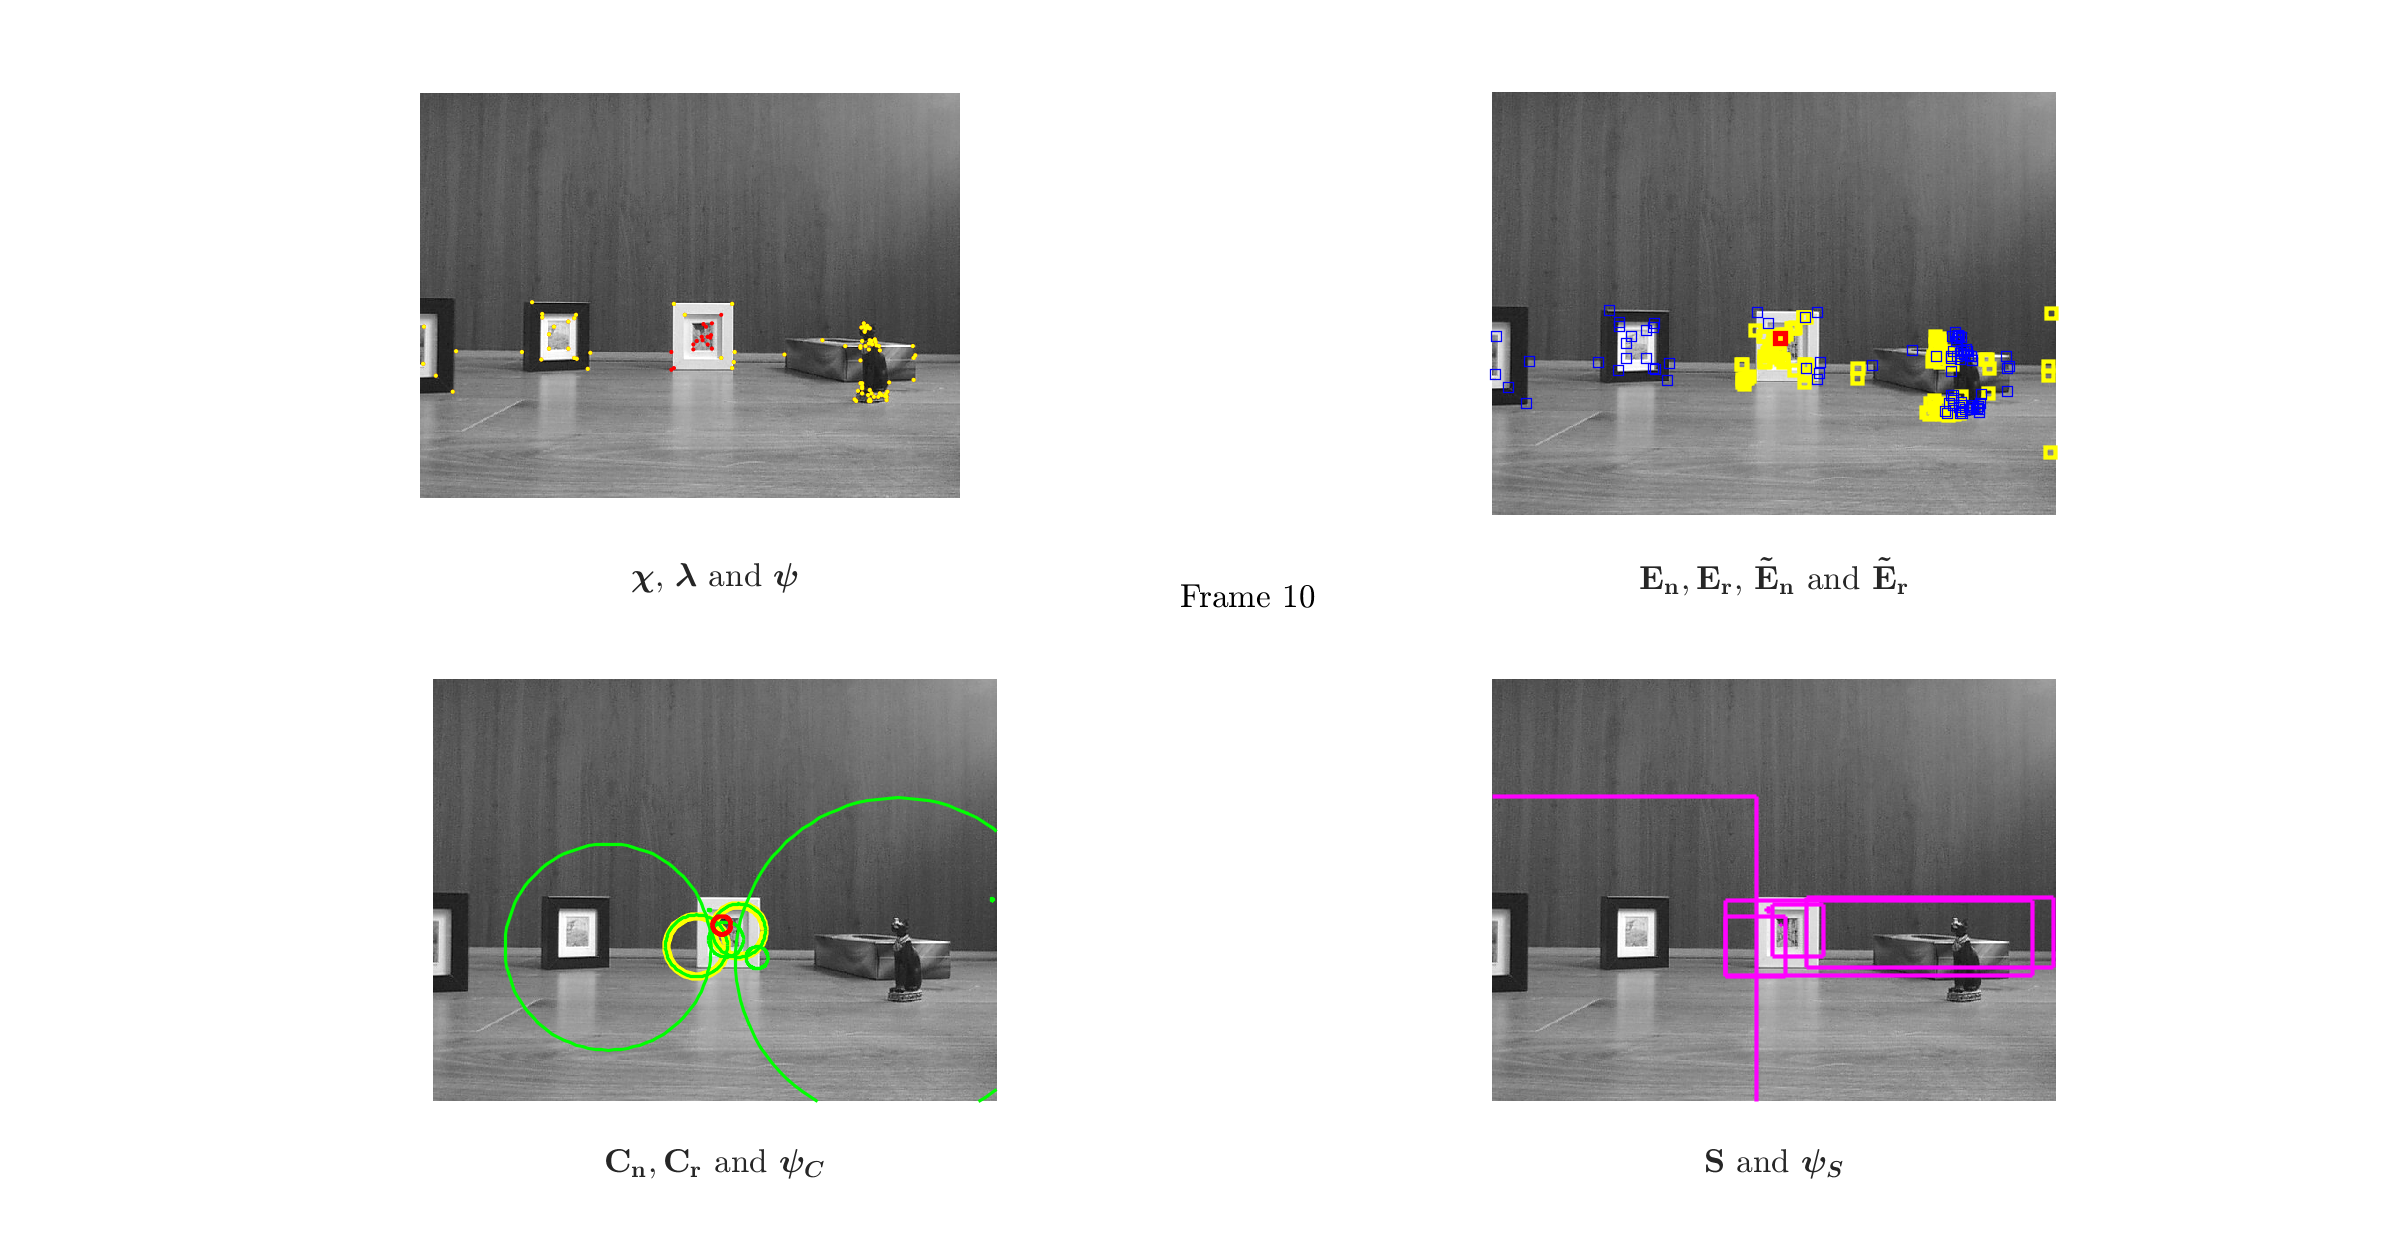 𝝌, 𝝀 and 𝝍
𝐄ₙ, 𝐄ᵣ, 𝐄̃ₙ and 𝐄̃ᵣ
Frame 10
𝐂ₙ, 𝐂ᵣ and 𝝍_C
𝐒 and 𝝍_S